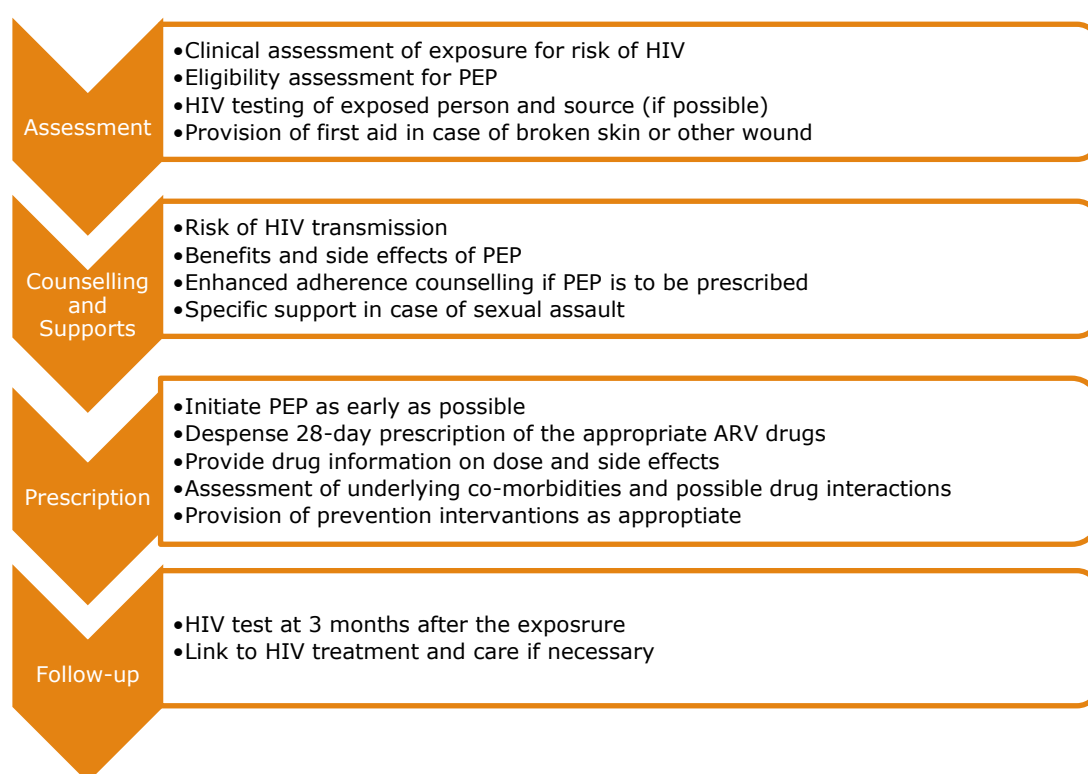 Assessment
•Clinical assessment of exposure for risk of HIV
•Eligibility assessment for PEP
•HIV testing of exposed person and source (if possible)
•Provision of first aid in case of broken skin or other wound
Counselling
and
Supports
•Risk of HIV transmission
•Benefits and side effects of PEP
•Enhanced adherence counselling if PEP is to be prescribed
•Specific support in case of sexual assault
Prescription
•Initiate PEP as early as possible
•Despense 28-day prescription of the appropriate ARV drugs
•Provide drug information on dose and side effects
•Assessment of underlying co-morbidities and possible drug interactions
•Provision of prevention intervantions as approptiate
Follow-up
•HIV test at 3 months after the exposrure
•Link to HIV treatment and care if necessary